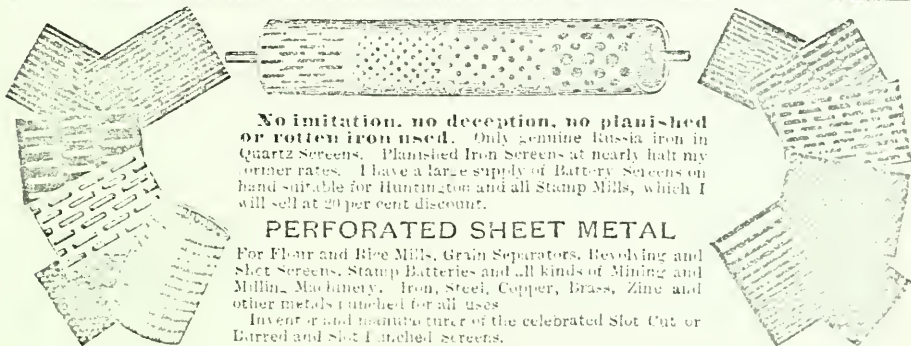 No imitation, no deception, no planished
or rotten iron used. Only genuine Russia iron in
Quartz Screens. Planished Iron Screens at nearly half my
former rates. I have a large supply of Battery Screens on
hand suitable for Huntington and all Stamp Mills, which I
will sell at 20 per cent discount.
PERFORATED SHEET METAL
For Flour and Rice Mills, Grain Separators, Revolving and
Shot Screens, Stamp Batteries and all kinds of Mining and
Milling Machinery. Iron, Steel, Copper, Brass, Zinc and
other metals punched for all uses.
Inventor and manufacturer of the celebrated Slot Cut or
Burred and Slot Punched Screens.